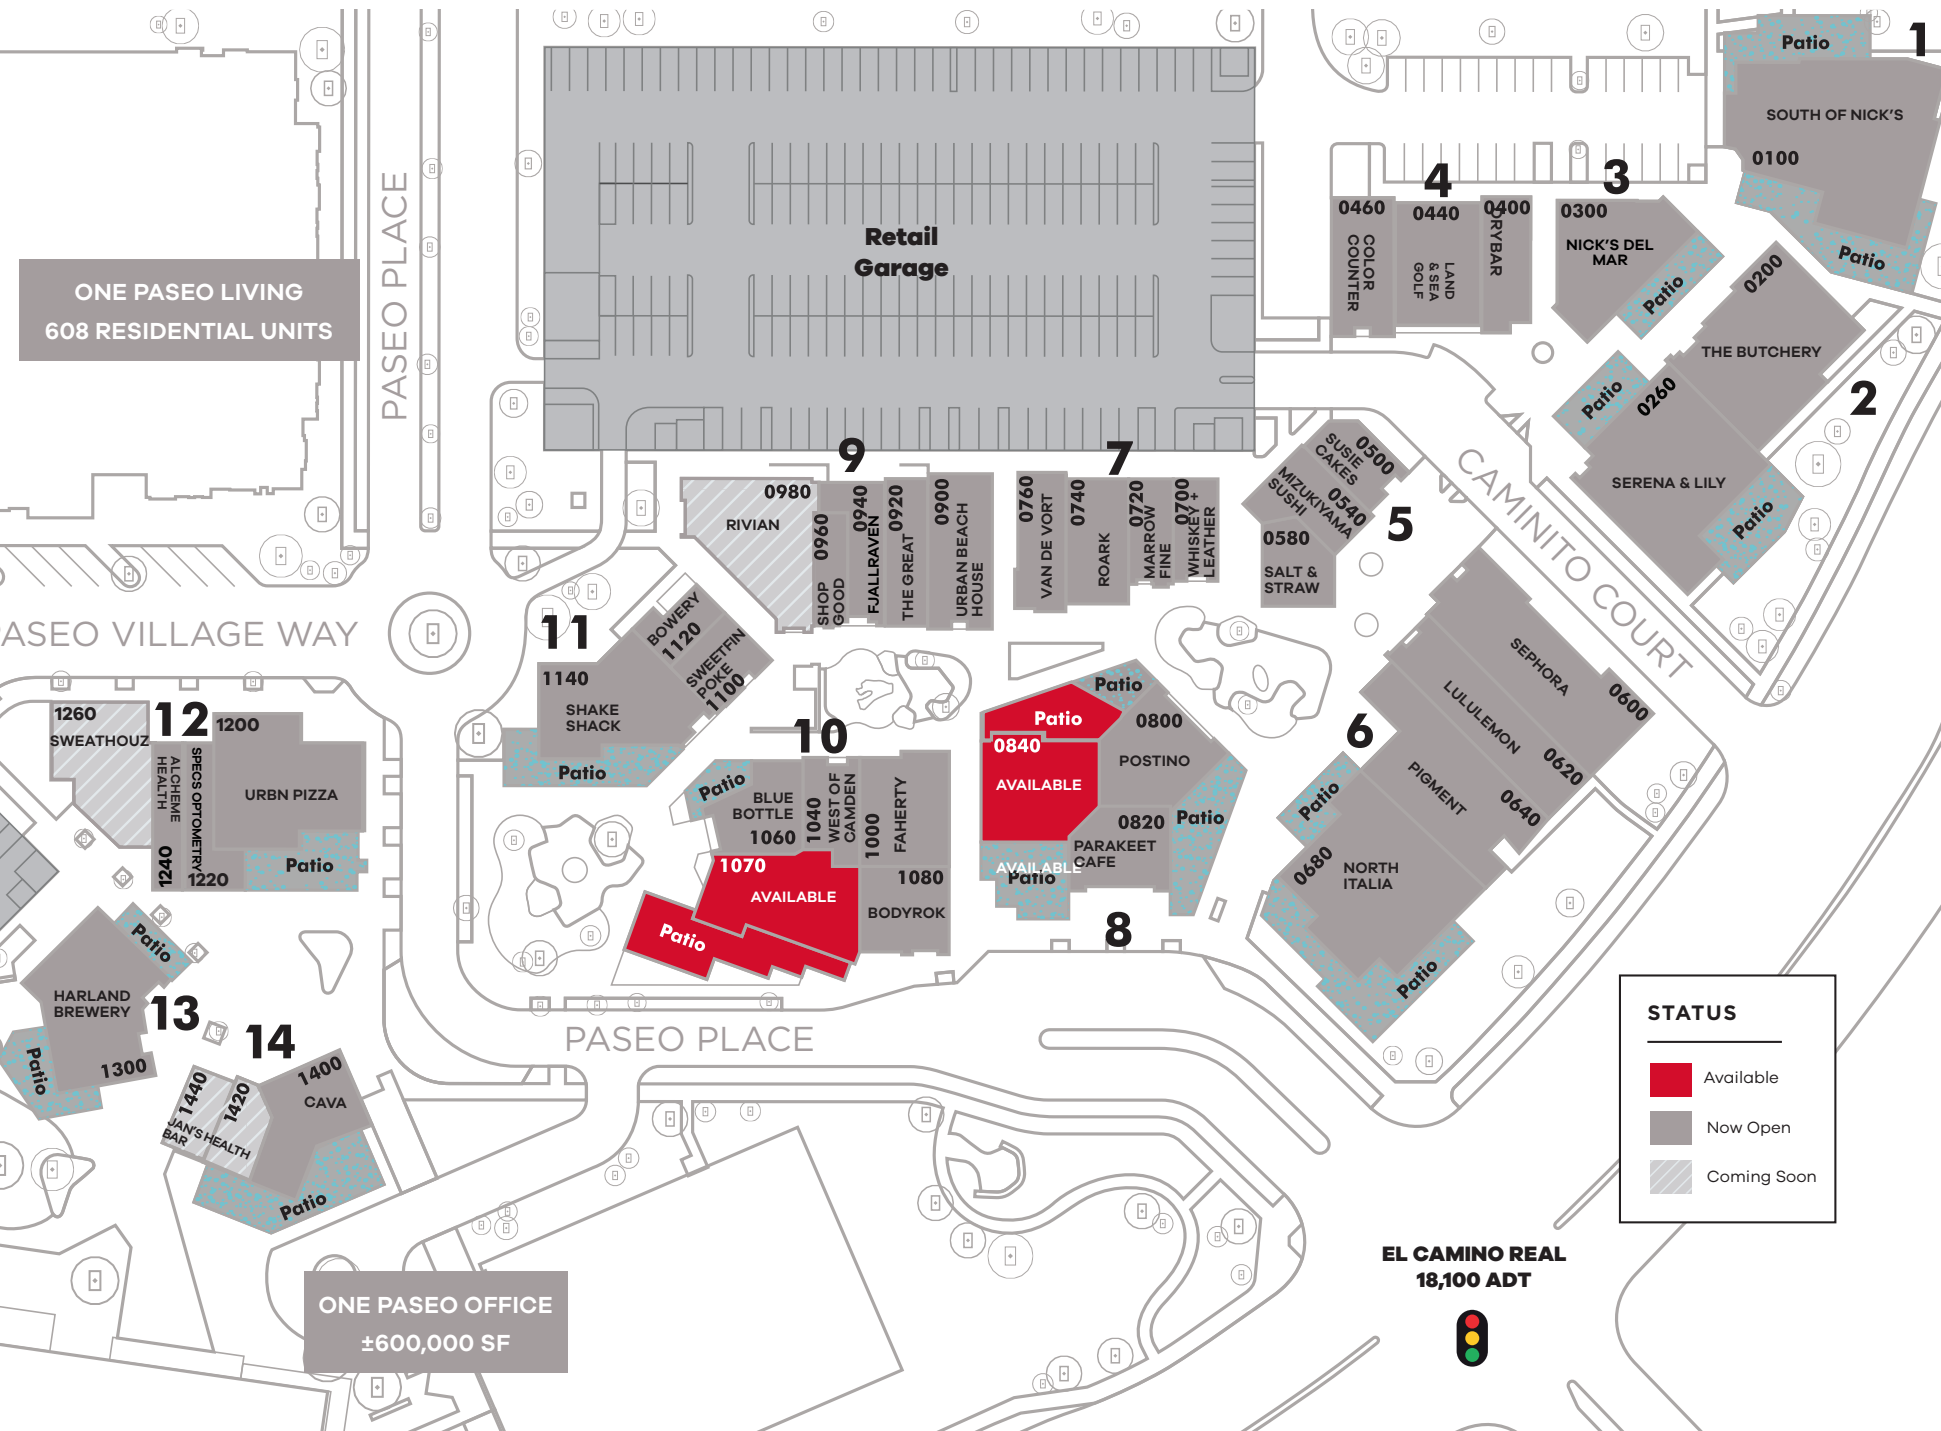 Patio
1
SOUTH OF NICK'S
0100
Patio
4
3
0460
0440
0400
0300
COLOR
COUNTER
LAND
& SEA
GOLF
DRYBAR
NICK'S DEL
MAR
Patio
0200
THE BUTCHERY
Patio
0260
2
SERENA & LILY
Patio
PASEO PLACE
Retail
Garage
ONE PASEO LIVING
608 RESIDENTIAL UNITS
CAMINITO COURT
9
7
0980
RIVIAN
0960
SHOP
GOOD
0940
FJALLRAVEN
0920
THE GREAT
0900
URBAN BEACH
HOUSE
0760
VAN DE VORT
0740
ROARK
0720
MARROW
FINE
0700
WHISKEY +
LEATHER
SUSIE
CAKES
0500
MIZUKIYAMA
SUSHI
0540
5
0580
SALT &
STRAW
PASEO VILLAGE WAY
11
BOWERY
1120
SWEETFIN
POKE
1100
1140
SHAKE
SHACK
Patio
SEPHORA
0600
LULULEMON
0620
6
PIGMENT
0640
Patio
0680
NORTH
ITALIA
Patio
1260
SWEATHOUZ
12
1200
ALCHEME
HEALTH
1240
SPECS OPTOMETRY
1220
URBN PIZZA
Patio
10
Patio
BLUE
BOTTLE
1060
1040
WEST OF
CAMDEN
1000
FAHERTY
1070
AVAILABLE
Patio
1080
BODYROK
Patio
Patio
0800
0840
AVAILABLE
POSTINO
0820
PARAKEET
CAFE
Patio
AVAILABLE
Patio
8
Patio
HARLAND
BREWERY
13
1300
Patio
14
1440
1420
JAN'S HEALTH
BAR
1400
CAVA
Patio
PASEO PLACE
STATUS
Available
Now Open
Coming Soon
EL CAMINO REAL
18,100 ADT
ONE PASEO OFFICE
±600,000 SF